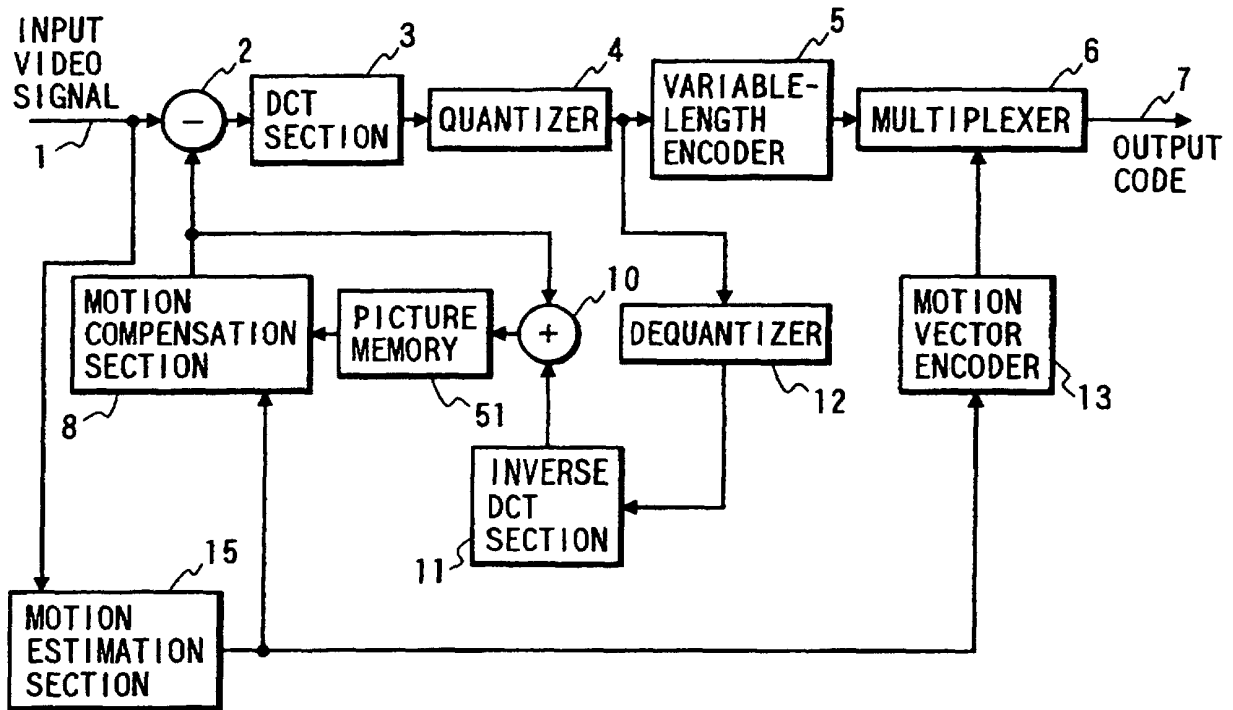 INPUT
VIDEO
SIGNAL
1
2
3
DCT
SECTION
4
QUANTIZER
5
VARIABLE-
LENGTH
ENCODER
6
MULTIPLEXER
7
OUTPUT
CODE
MOTION
COMPENSATION
SECTION
8
PICTURE
MEMORY
51
10
+
−
DEQUANTIZER
12
MOTION
VECTOR
ENCODER
13
INVERSE
DCT
SECTION
11
15
MOTION
ESTIMATION
SECTION